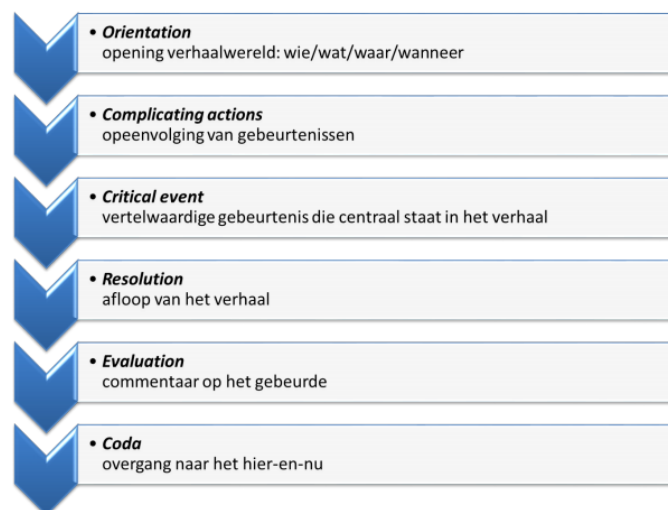 • Orientation
opening verhaalwereld: wie/wat/waar/wanneer
• Complicating actions
opeenvolging van gebeurtenissen
• Critical event
vertelwaardige gebeurtenis die centraal staat in het verhaal
• Resolution
afloop van het verhaal
• Evaluation
commentaar op het gebeurde
• Coda
overgang naar het hier-en-nu